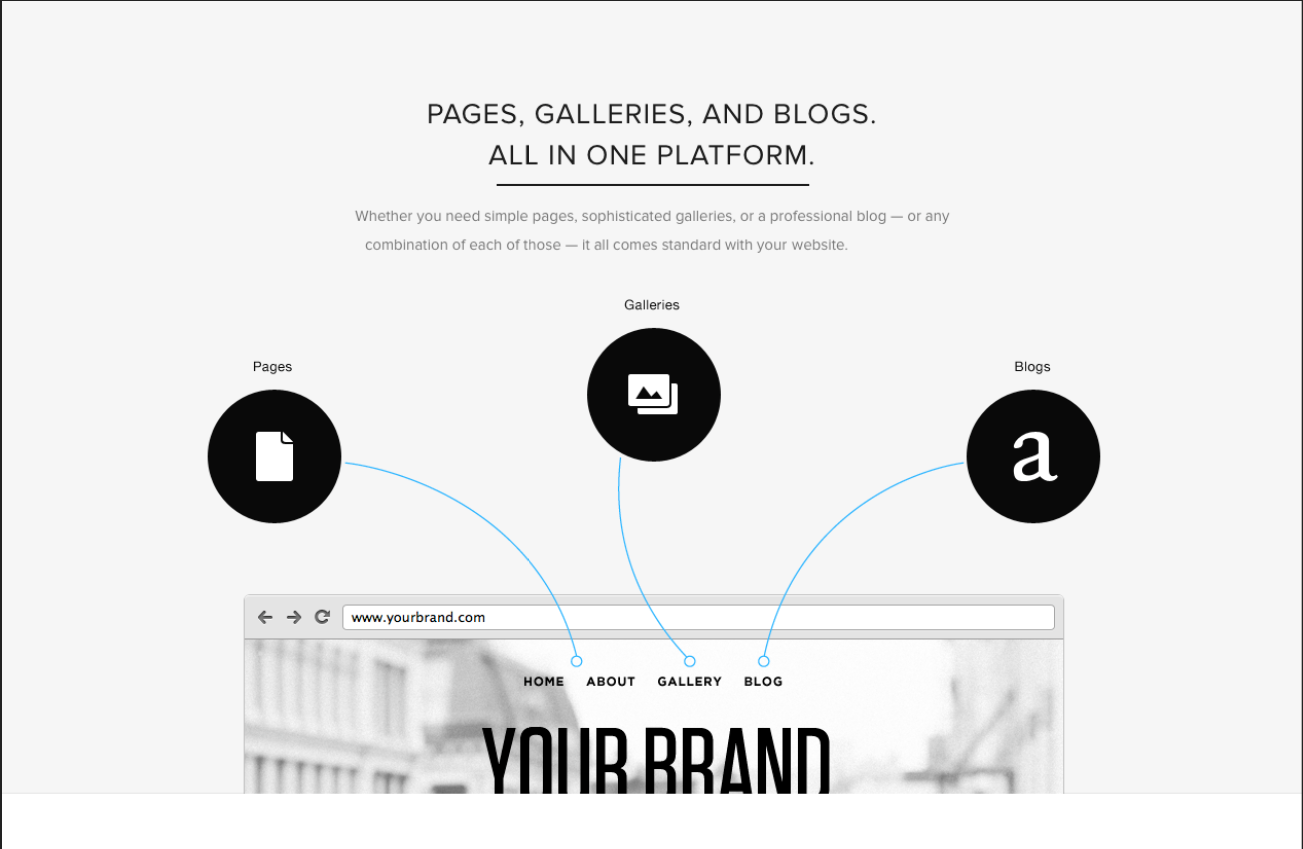 PAGES, GALLERIES, AND BLOGS.
ALL IN ONE PLATFORM.
Whether you need simple pages, sophisticated galleries, or a professional blog — or any
combination of each of those — it all comes standard with your website.
Galleries
Pages
Blogs
a
www.yourbrand.com
HOME ABOUT GALLERY BLOG
YOUR BRAND